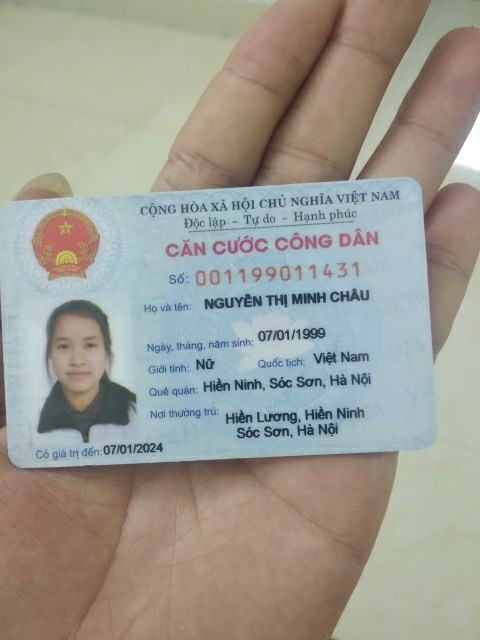 CỘNG HÒA XÃ HỘI CHỦ NGHĨA VIỆT NAM
Độc lập - Tự do - Hạnh phúc
CĂN CƯỚC CÔNG DÂN
Số: 001199011431
Họ và tên: NGUYỄN THỊ MINH CHÂU
Ngày, tháng, năm sinh: 07/01/1999
Giới tính: Nữ Quốc tịch: Việt Nam
Quê quán: Hiền Ninh, Sóc Sơn, Hà Nội
Nơi thường trú: Hiền Lương, Hiền Ninh
Sóc Sơn, Hà Nội
Có giá trị đến: 07/01/2024